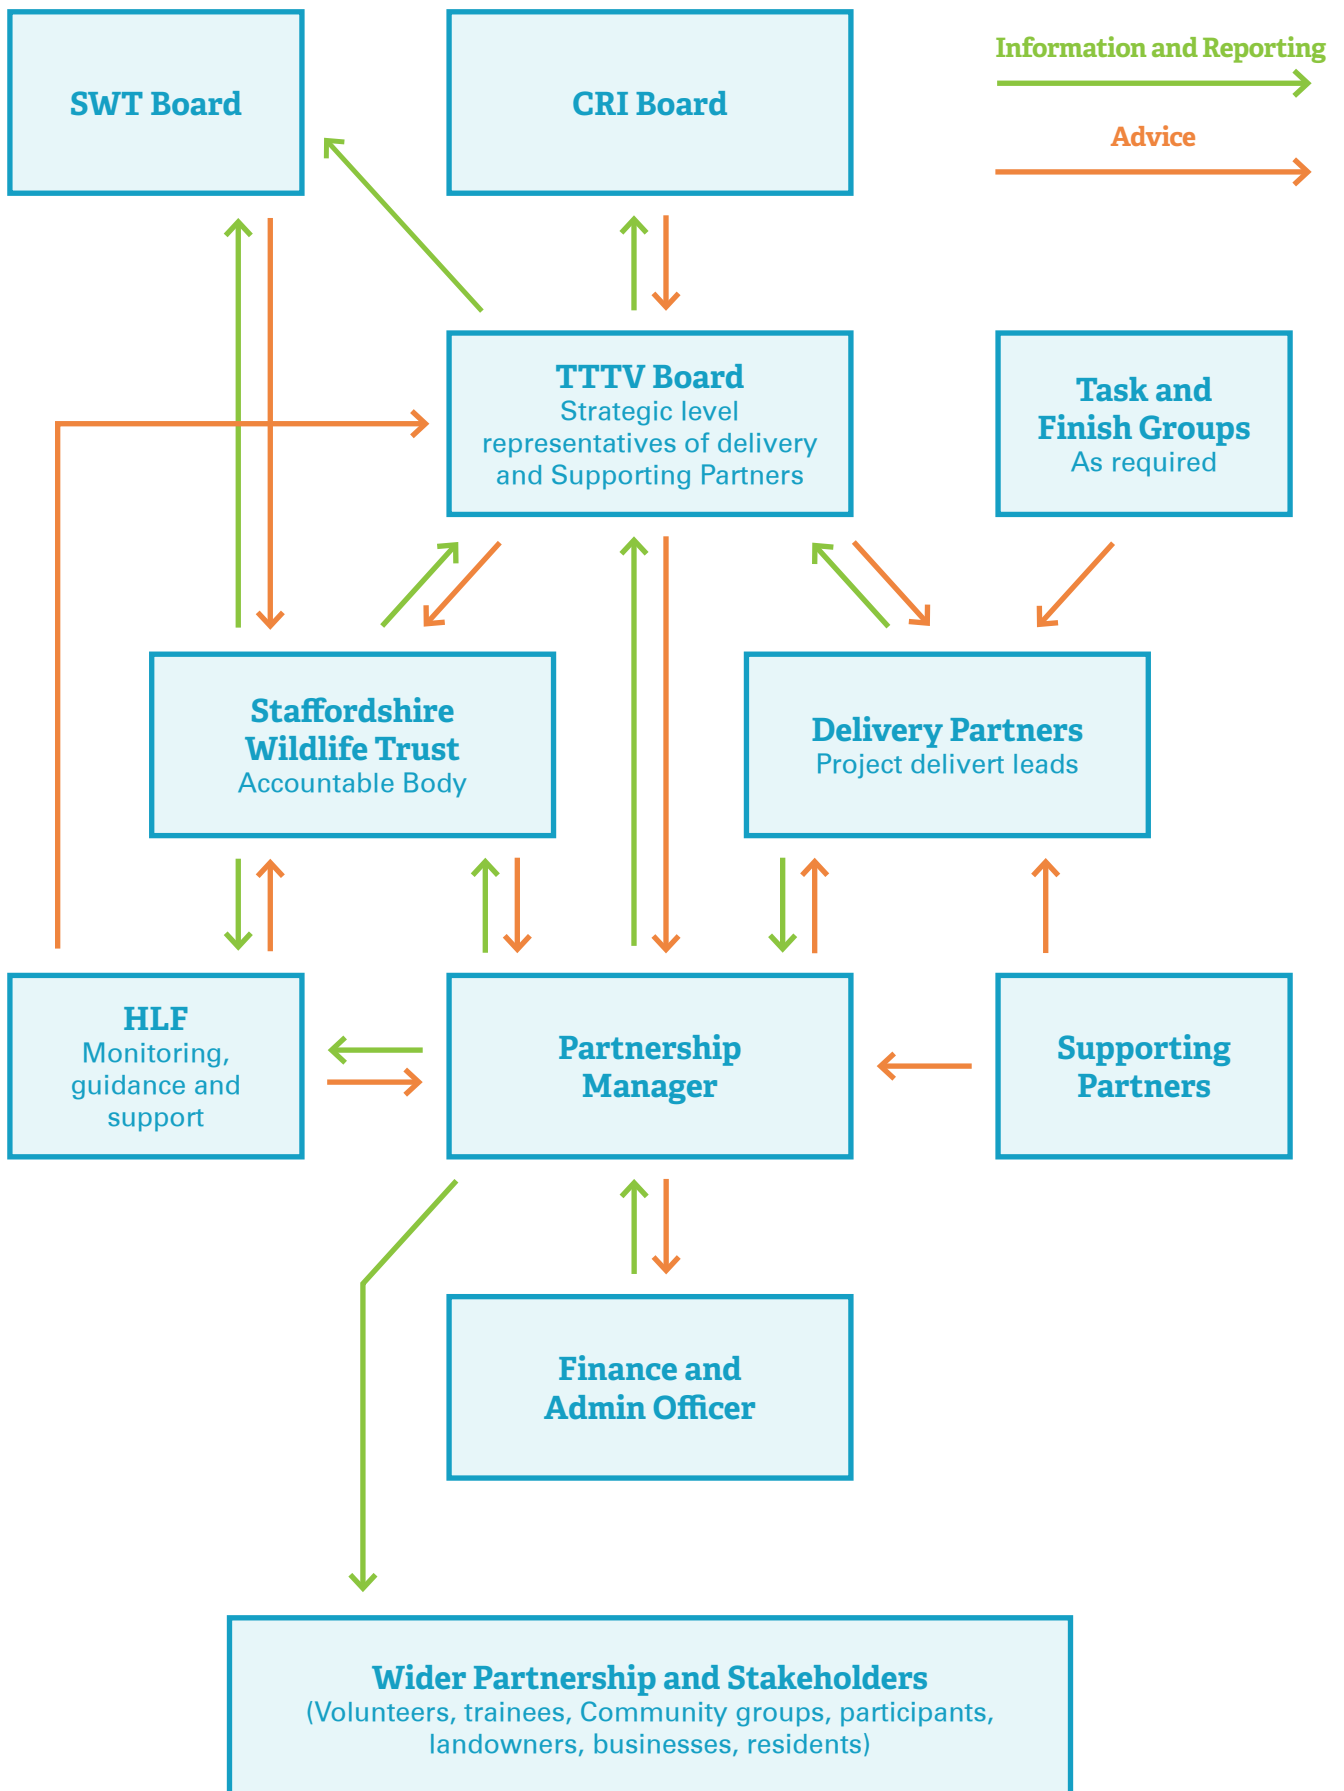 SWT Board
CRI Board
Information and Reporting
Advice
TTTV Board
Strategic level
representatives of delivery
and Supporting Partners
Task and
Finish Groups
As required
Staffordshire
Wildlife Trust
Accountable Body
Delivery Partners
Project delivert leads
HLF
Monitoring,
guidance and
support
Partnership
Manager
Supporting
Partners
Finance and
Admin Officer
Wider Partnership and Stakeholders
(Volunteers, trainees, Community groups, participants,
landowners, businesses, residents)